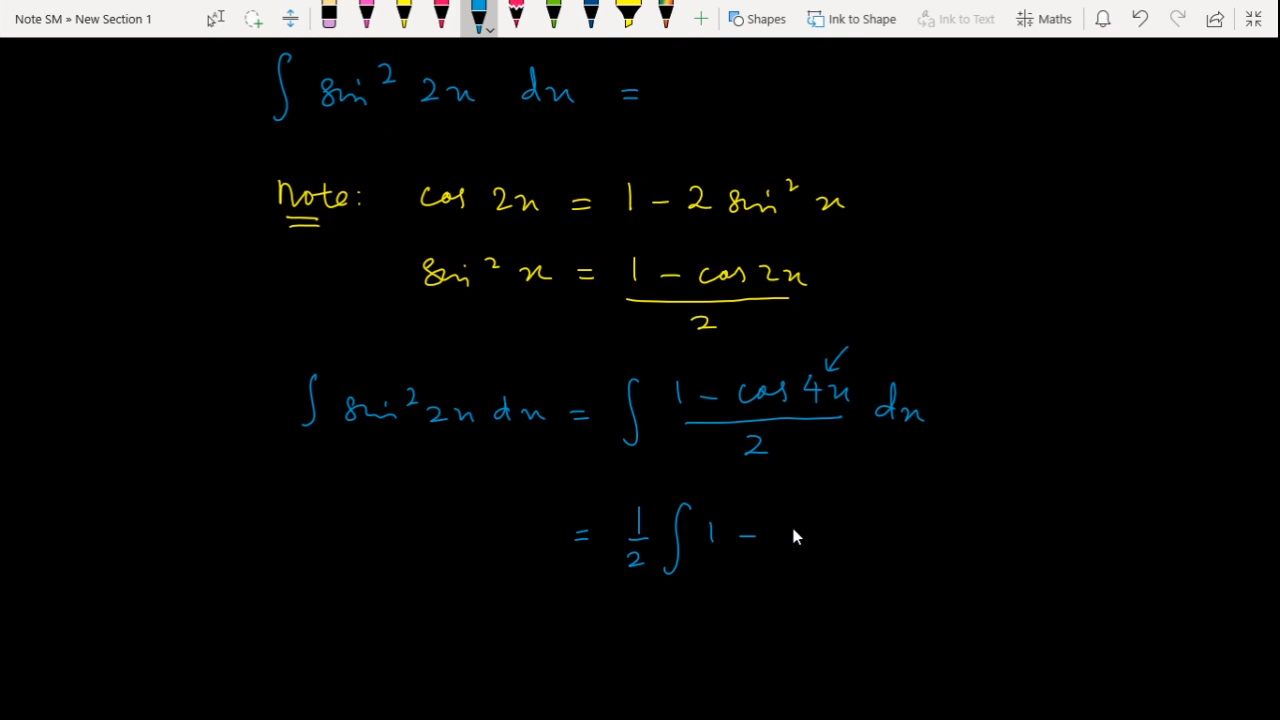 Note SM » New Section 1 Shapes Ink to Shape Ink to Text Maths
∫ sin² 2x dx =
Note: cos 2x = 1 - 2 sin² x
sin² x = (1 - cos 2x)/2
∫ sin² 2x dx = ∫ (1 - cos 4x)/2 dx
= 1/2 ∫ 1 -